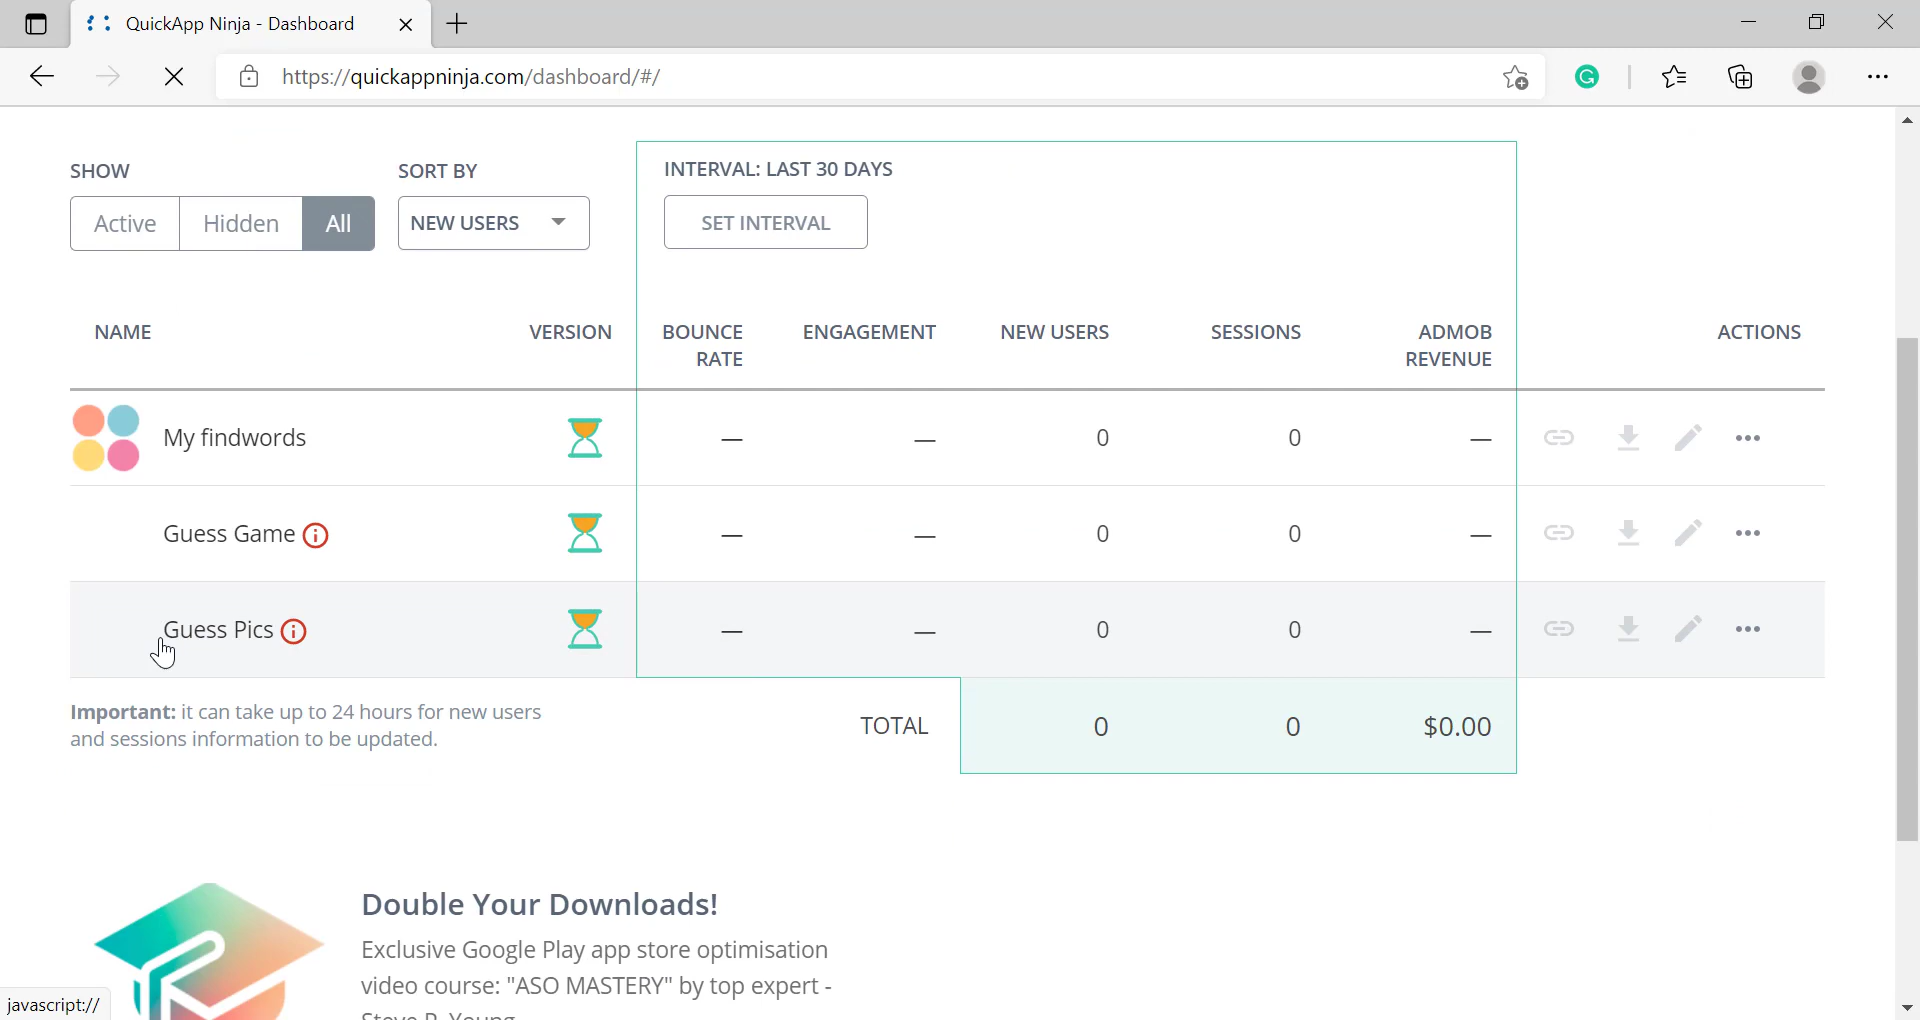 QuickApp Ninja - Dashboard
https://quickappninja.com/dashboard/#/
SHOW
SORT BY
INTERVAL: LAST 30 DAYS
Active
Hidden
All
NEW USERS
SET INTERVAL
NAME
VERSION
BOUNCE RATE
ENGAGEMENT
NEW USERS
SESSIONS
ADMOB REVENUE
ACTIONS
My findwords
—
—
0
0
—
Guess Game
—
—
0
0
—
Guess Pics
—
—
0
0
—
Important: it can take up to 24 hours for new users
and sessions information to be updated.
TOTAL
0
0
$0.00
Double Your Downloads!
Exclusive Google Play app store optimisation
video course: "ASO MASTERY" by top expert -
Steve P. Young
javascript://